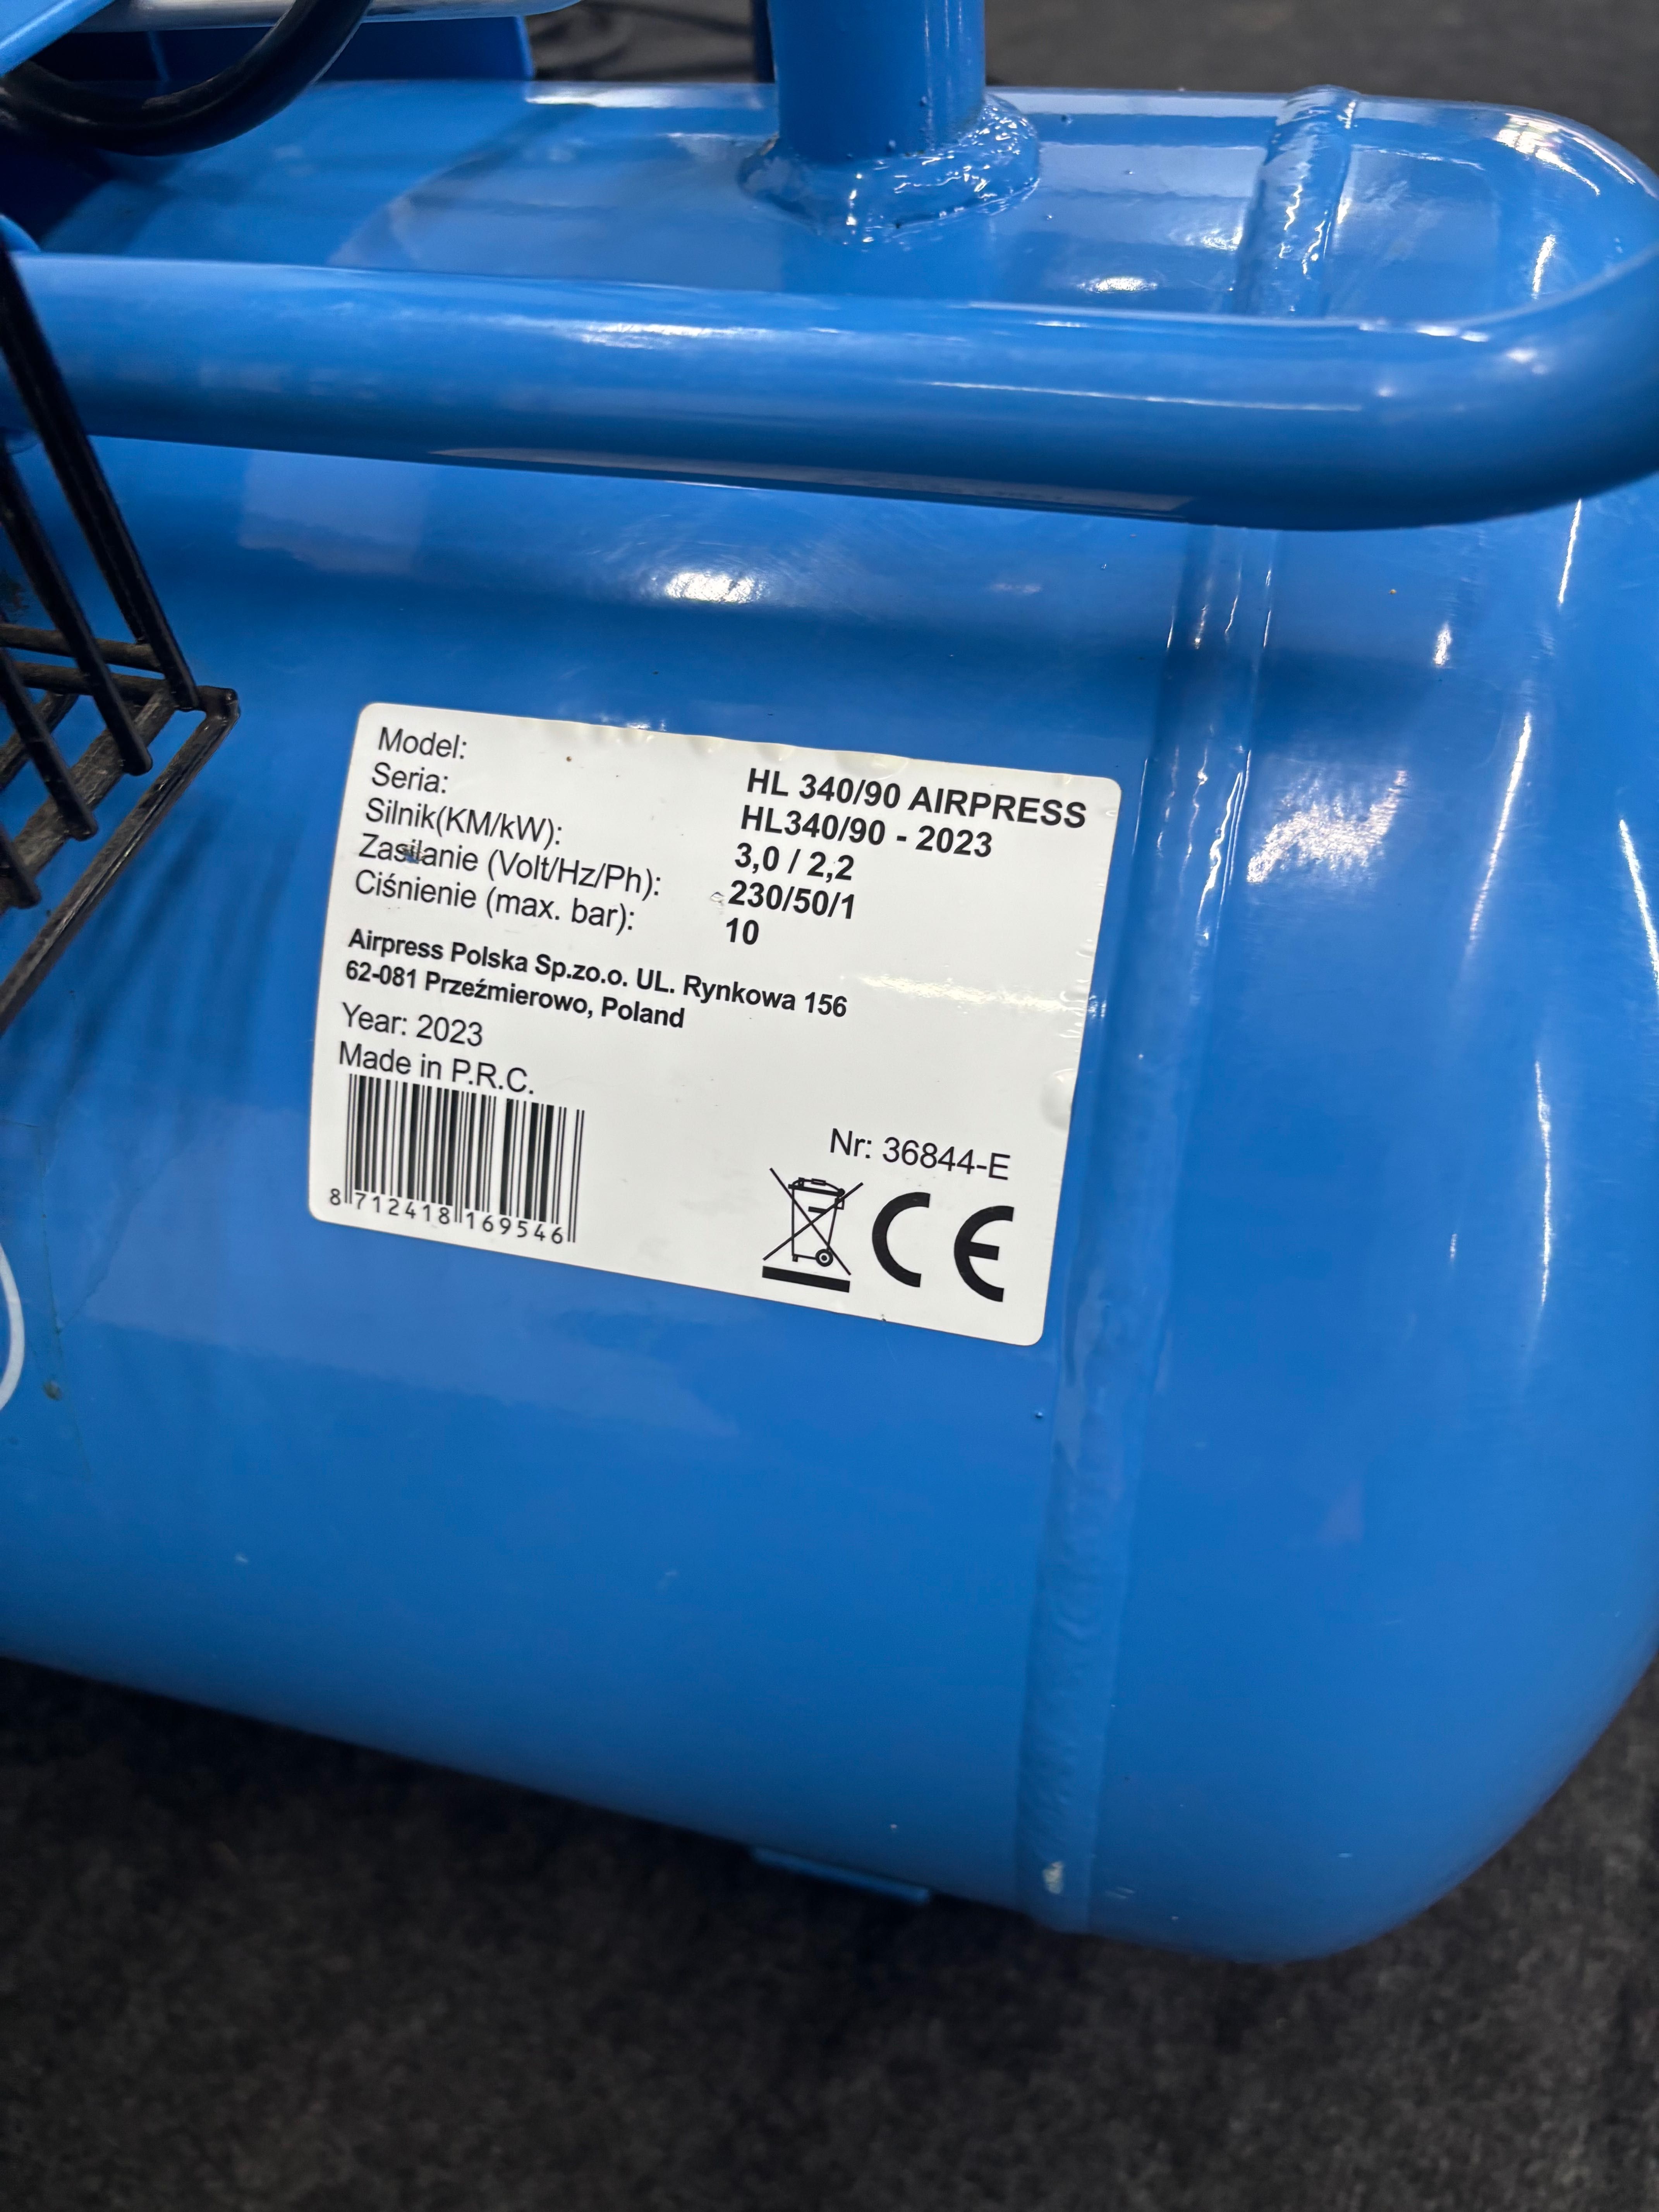 Model: HL 340/90 AIRPRESS
Seria: HL340/90 - 2023
Silnik(KM/kW): 3,0 / 2,2
Zasilanie (Volt/Hz/Ph): 230/50/1
Ciśnienie (max. bar): 10
Airpress Polska Sp.zo.o. UL. Rynkowa 156
62-081 Przeźmierowo, Poland
Year: 2023
Made in P.R.C.
8 712418 169546
Nr: 36844-E
CE